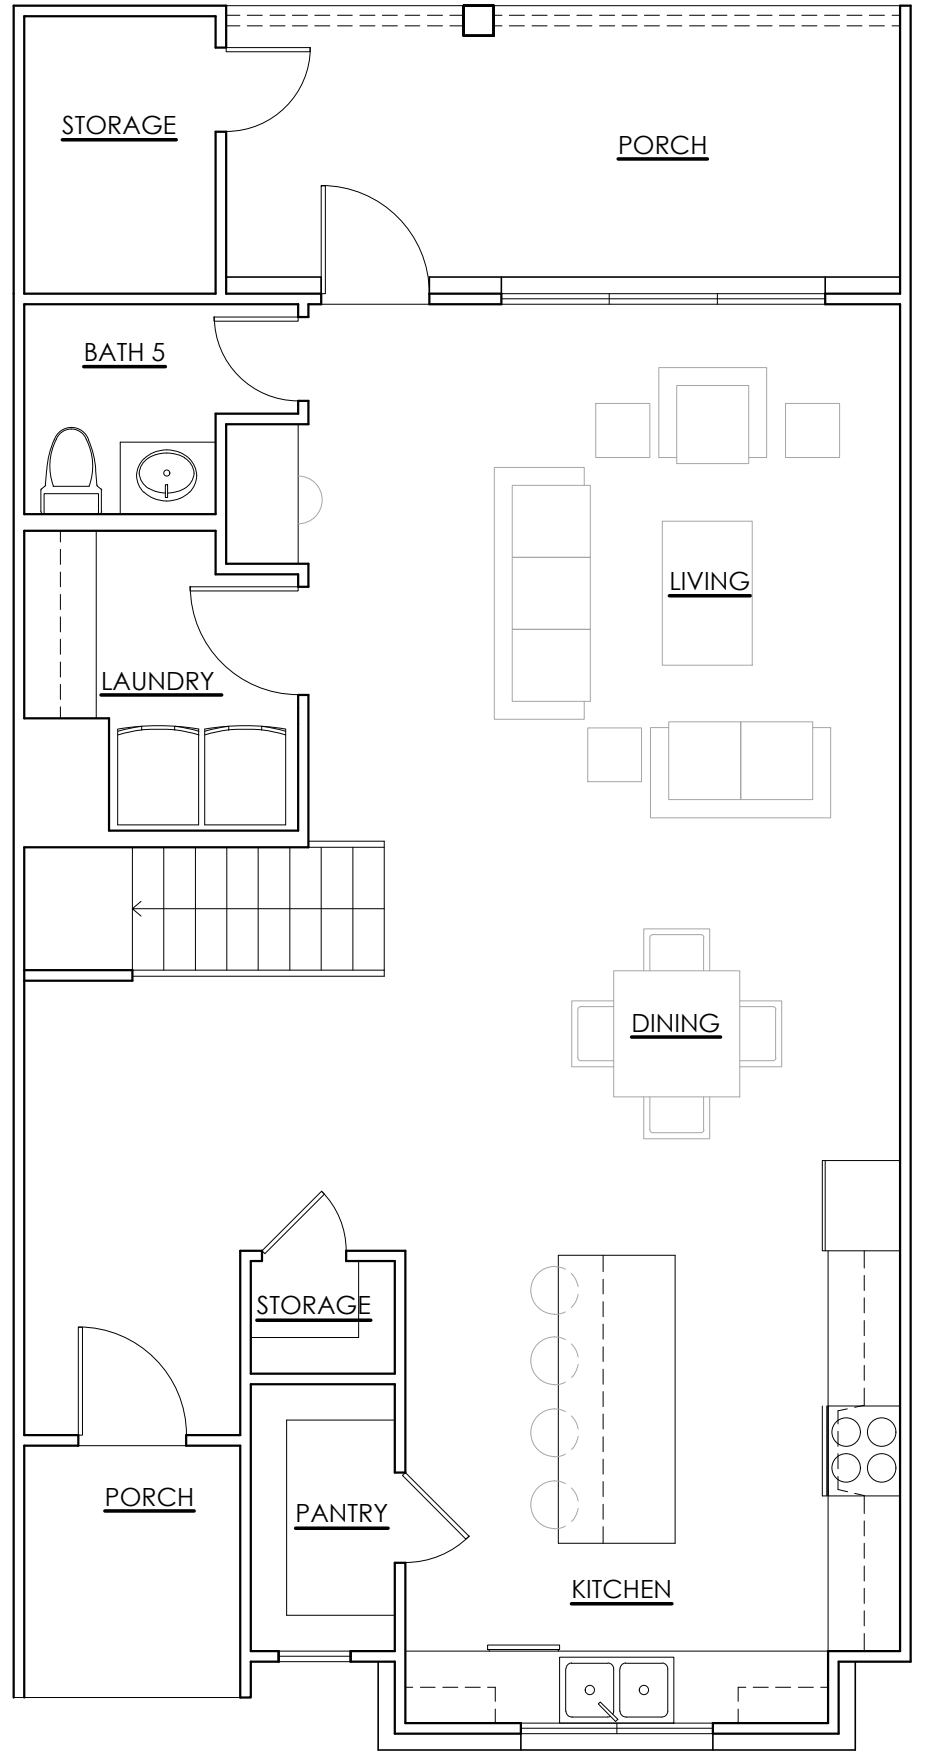 STORAGE
PORCH
BATH 5
LIVING
LAUNDRY
DINING
STORAGE
PORCH
PANTRY
KITCHEN